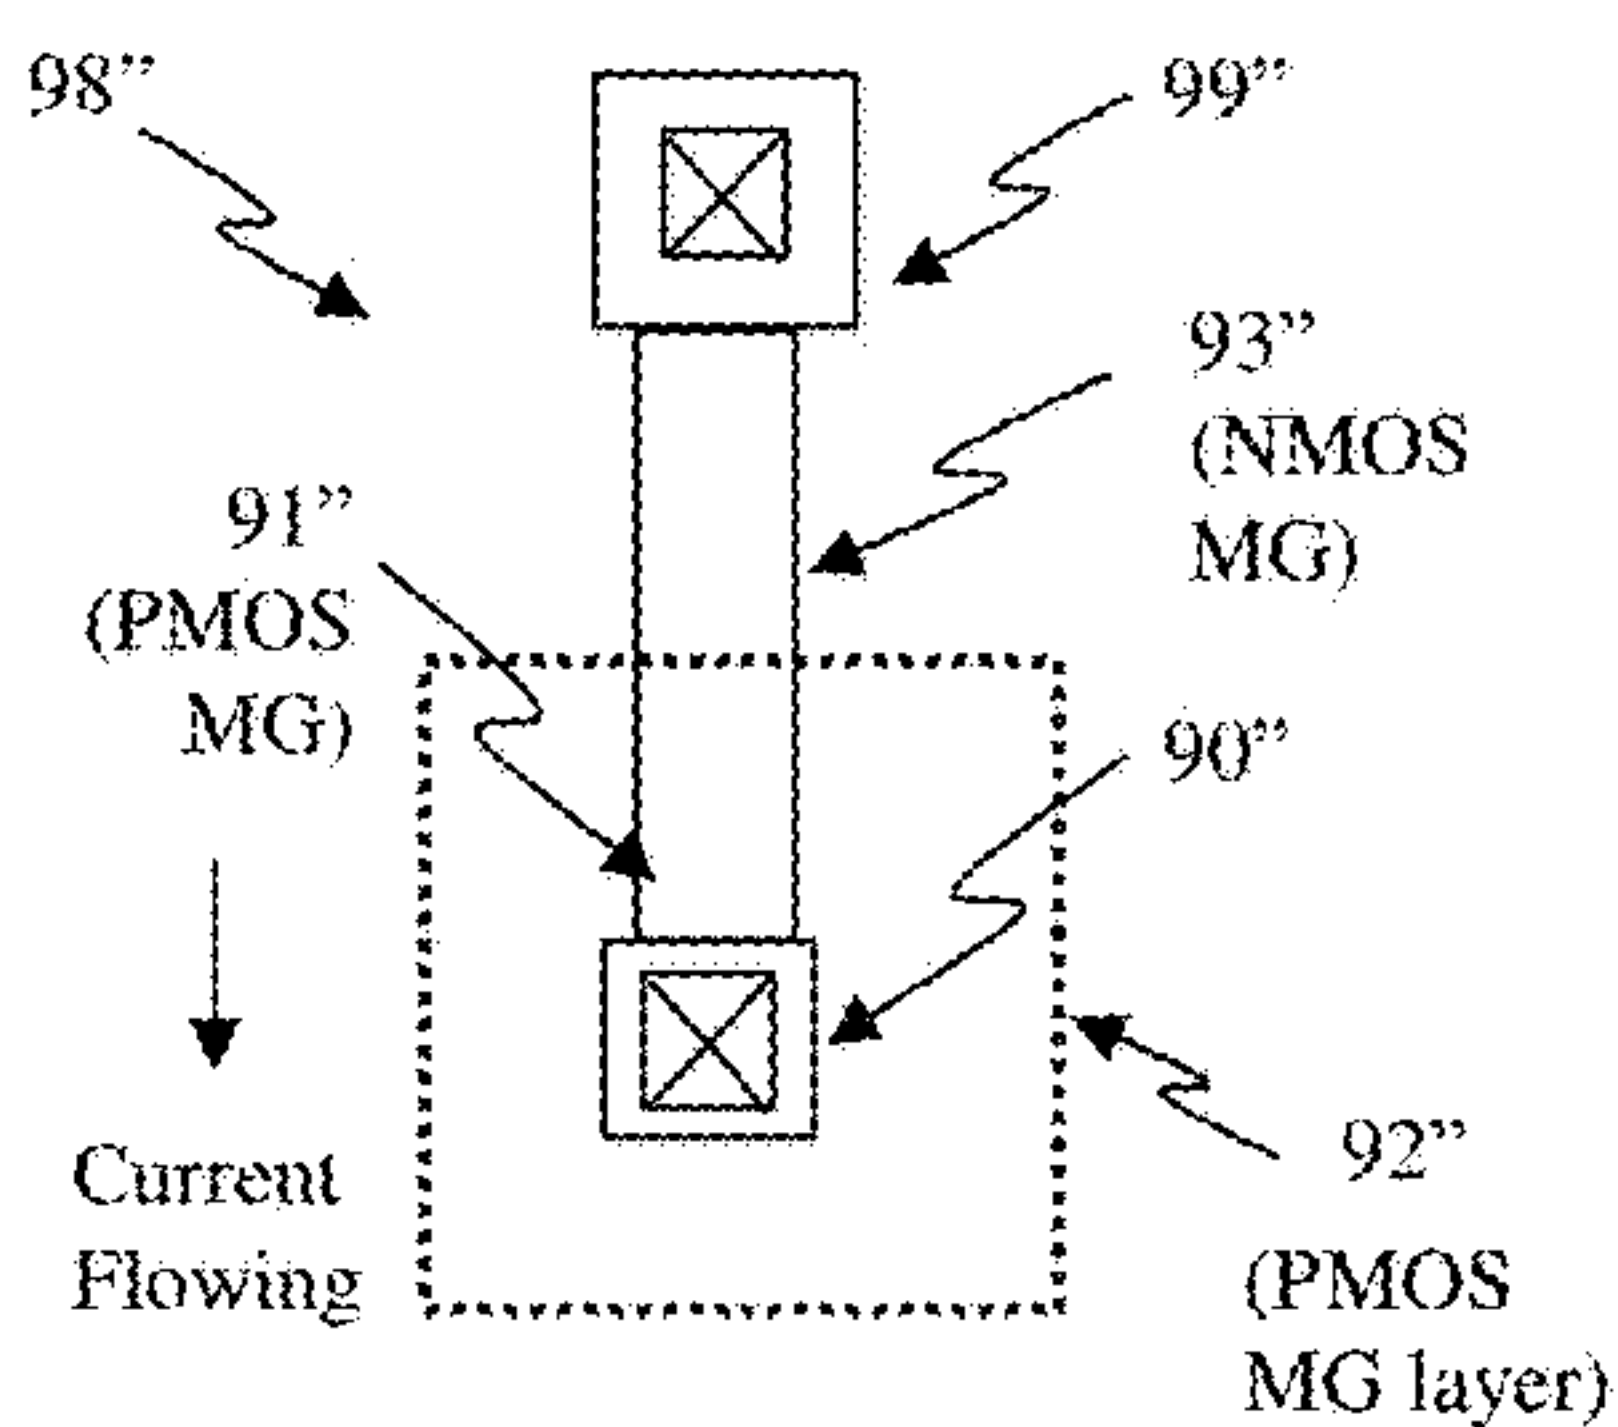 98”
99”
93”
(NMOS
MG)
91”
(PMOS
MG)
90”
Current
Flowing
92”
(PMOS
MG layer)